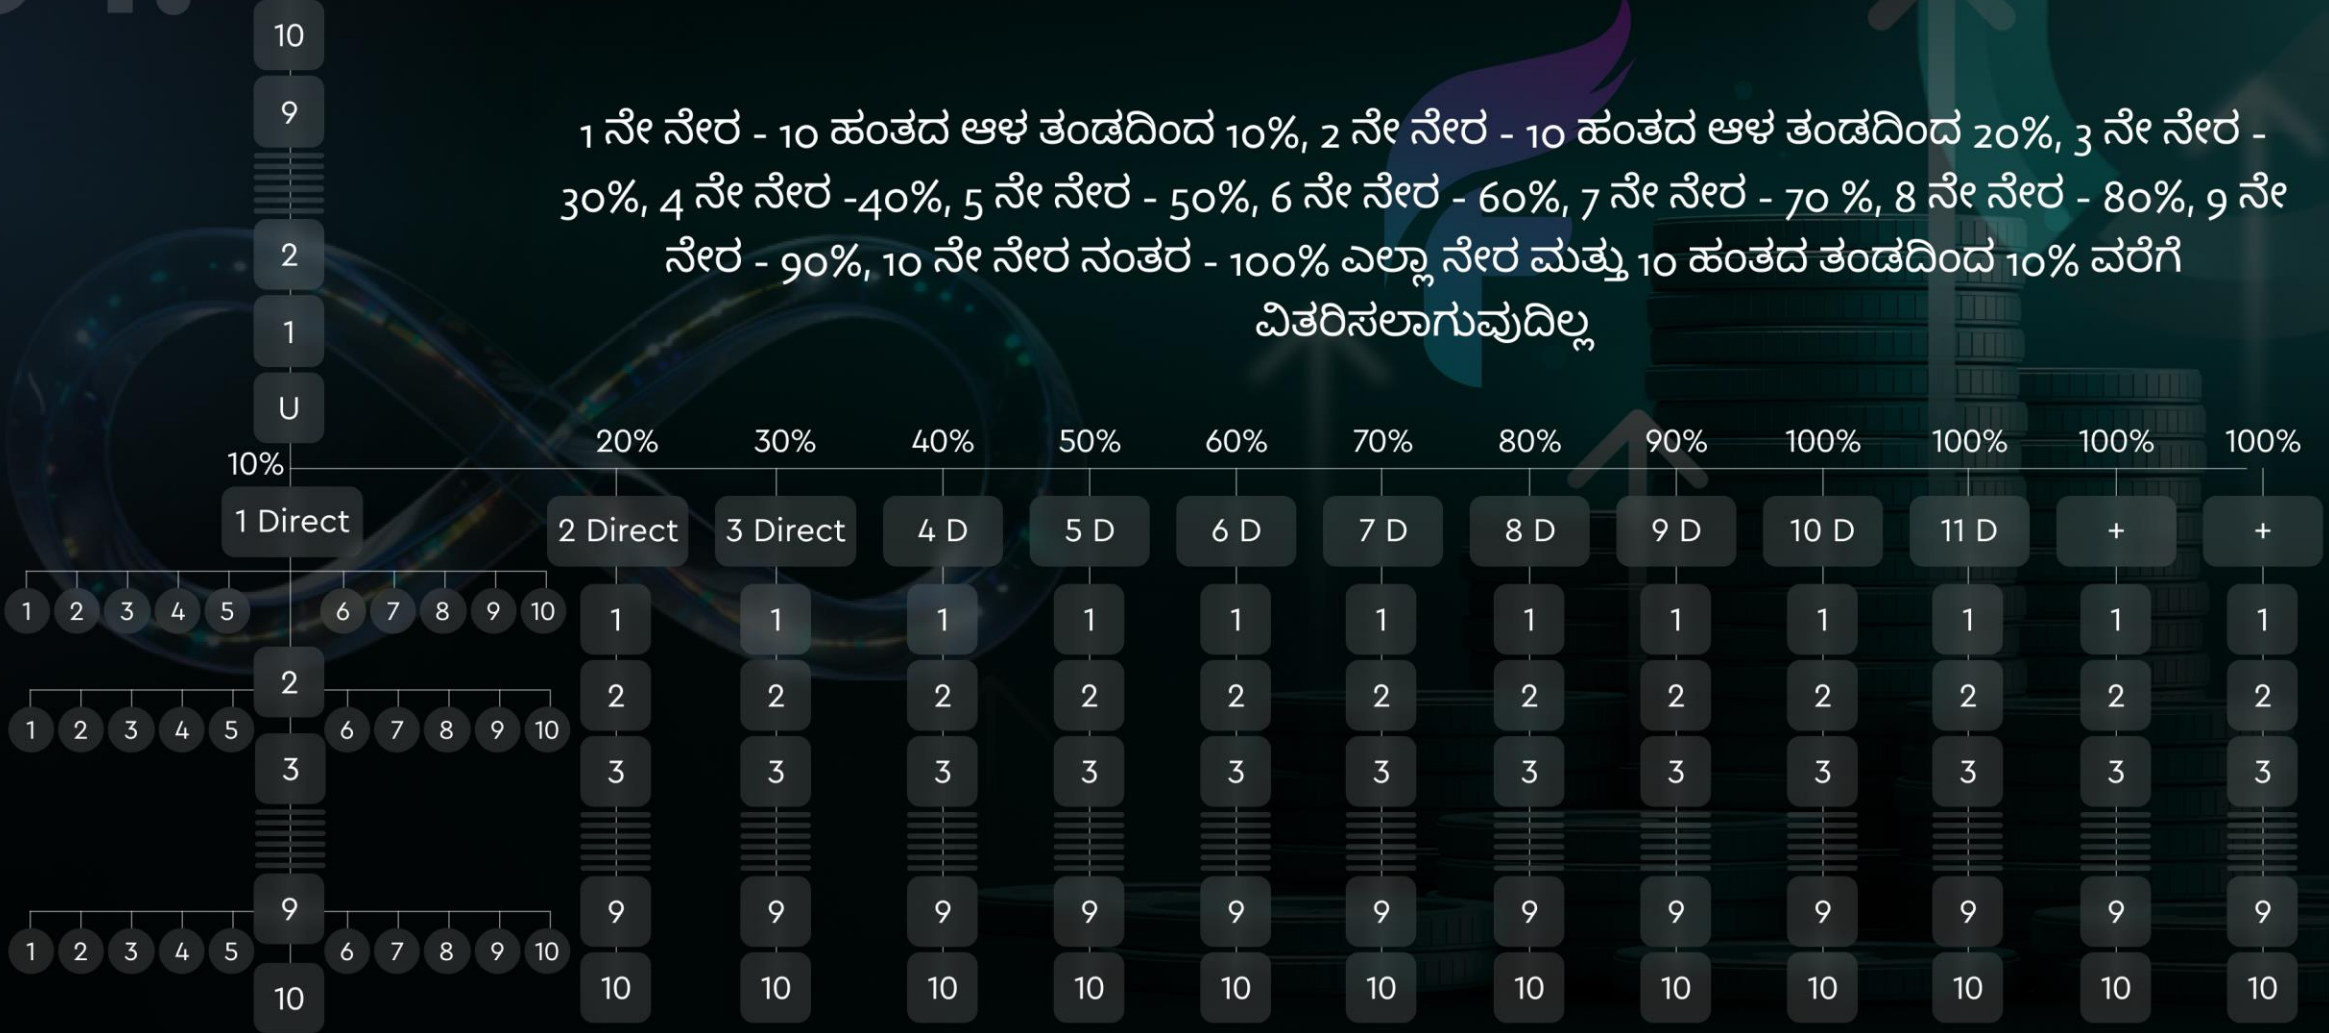 10
9
2
1
U
1 ನೇ ನೇರ - 10 ಹಂತದ ಆಳ ತಂಡದಿಂದ 10%, 2 ನೇ ನೇರ - 10 ಹಂತದ ಆಳ ತಂಡದಿಂದ 20%, 3 ನೇ ನೇರ -
30%, 4 ನೇ ನೇರ -40%, 5 ನೇ ನೇರ - 50%, 6 ನೇ ನೇರ - 60%, 7 ನೇ ನೇರ - 70 %, 8 ನೇ ನೇರ - 80%, 9 ನೇ
ನೇರ - 90%, 10 ನೇ ನೇರ ನಂತರ - 100% ಎಲ್ಲಾ ನೇರ ಮತ್ತು 10 ಹಂತದ ತಂಡದಿಂದ 10% ವರೆಗೆ
ವಿತರಿಸಲಾಗುವುದಿಲ್ಲ
10% 20% 30% 40% 50% 60% 70% 80% 90% 100% 100% 100% 100%
1 Direct 2 Direct 3 Direct 4 D 5 D 6 D 7 D 8 D 9 D 10 D 11 D + +
1 2 3 4 5 6 7 8 9 10 1 1 1 1 1 1 1 1 1 1 1 1
2 2 2 2 2 2 2 2 2 2 2 2 2
1 2 3 4 5 6 7 8 9 10
3 3 3 3 3 3 3 3 3 3 3 3 3
9 9 9 9 9 9 9 9 9 9 9 9 9
1 2 3 4 5 6 7 8 9 10
10 10 10 10 10 10 10 10 10 10 10 10 10